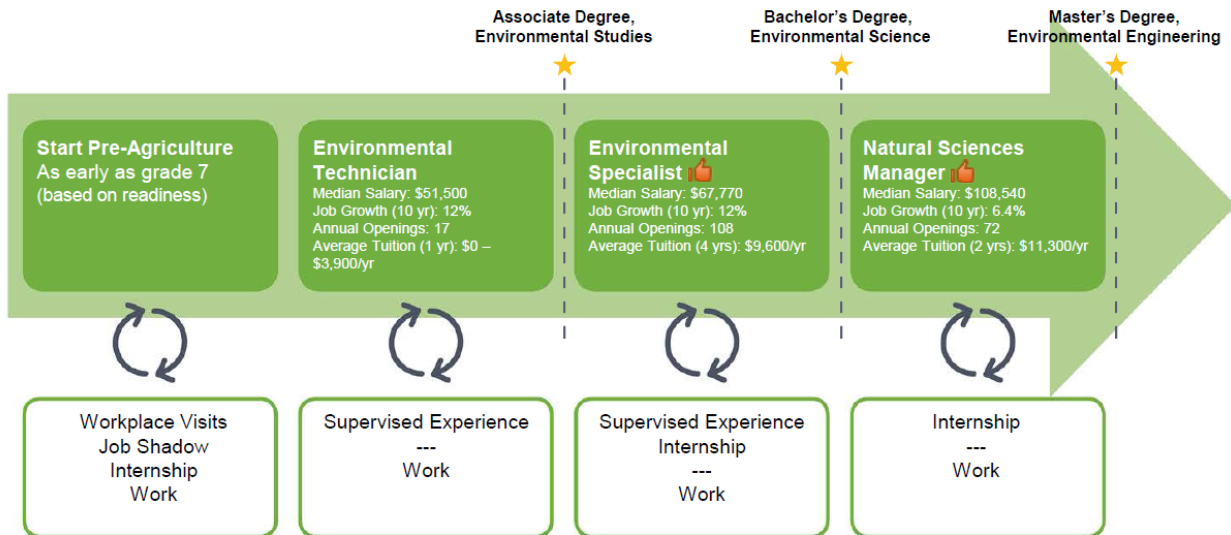 Associate Degree,
Environmental Studies
Bachelor's Degree,
Environmental Science
Master's Degree,
Environmental Engineering
Start Pre-Agriculture
As early as grade 7
(based on readiness)
Environmental
Technician
Median Salary: $51,500
Job Growth (10 yr): 12%
Annual Openings: 17
Average Tuition (1 yr): $0 –
$3,900/yr
Environmental
Specialist
Median Salary: $67,770
Job Growth (10 yr): 12%
Annual Openings: 108
Average Tuition (4 yrs): $9,600/yr
Natural Sciences
Manager
Median Salary: $108,540
Job Growth (10 yr): 6.4%
Annual Openings: 72
Average Tuition (2 yrs): $11,300/yr
Workplace Visits
Job Shadow
Internship
Work
Supervised Experience
---
Work
Supervised Experience
Internship
---
Work
Internship
---
Work